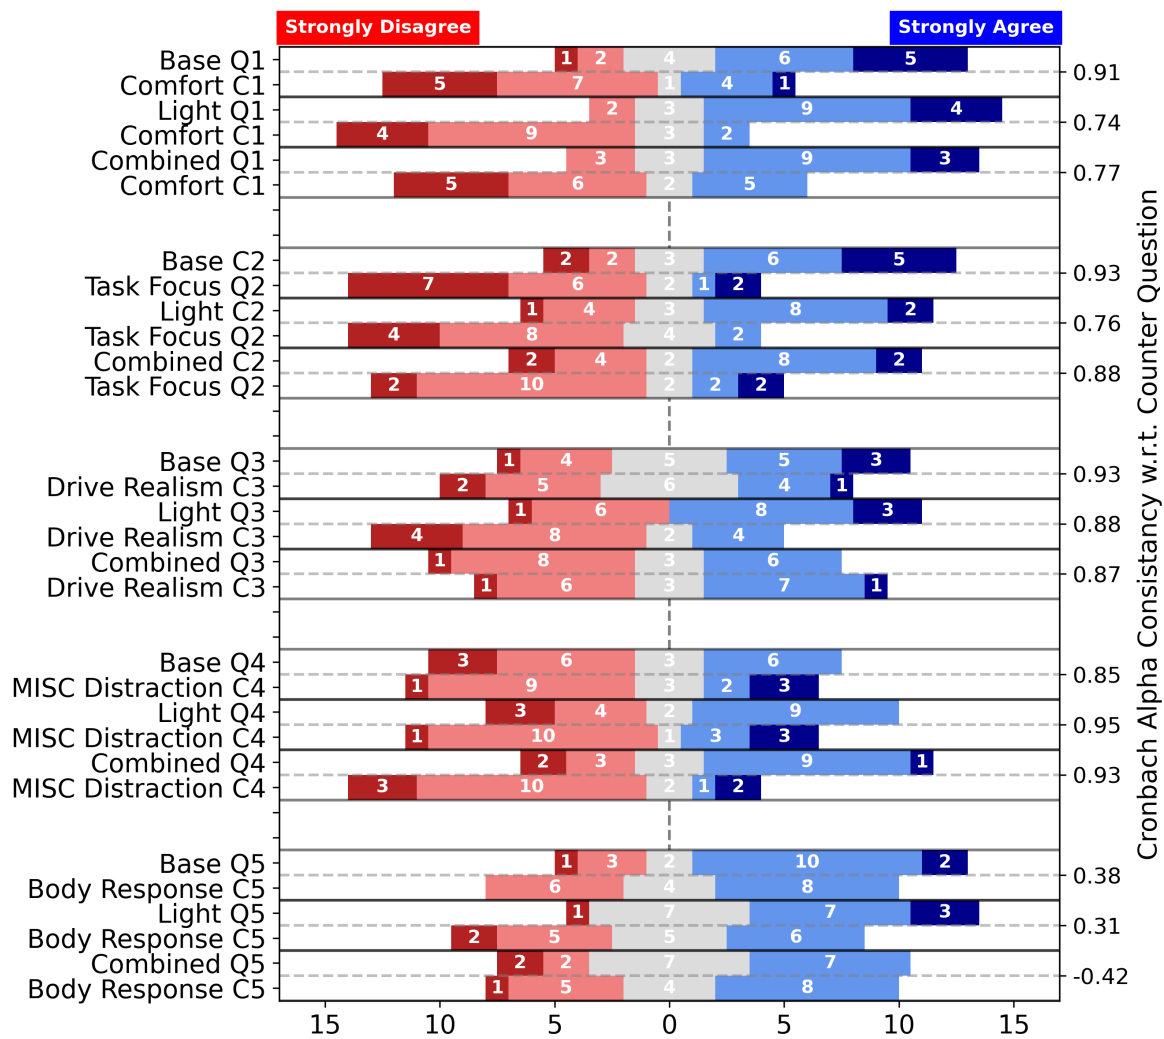 Strongly Disagree Strongly Agree
Base Q1 1 2 4 6 5
0.91
Comfort C1 5 7 1 4 1
Light Q1 2 3 9 4
0.74
Comfort C1 4 9 3 2
Combined Q1 3 3 9 3
0.77
Comfort C1 5 6 2 5
Base C2 2 2 3 6 5
0.93
Task Focus Q2 7 6 2 1 2
Light C2 1 4 3 8 2
0.76
Task Focus Q2 4 8 4 2
Combined C2 2 4 2 8 2
0.88
Task Focus Q2 2 10 2 2 2
Base Q3 1 4 5 5 3
0.93
Drive Realism C3 2 5 6 4 1
Light Q3 1 6 8 3
0.88
Drive Realism C3 4 8 2 4
Combined Q3 1 8 3 6
0.87
Drive Realism C3 1 6 3 7 1
Base Q4 3 6 3 6
0.85
MISC Distraction C4 1 9 3 2 3
Light Q4 3 4 2 9
0.95
MISC Distraction C4 1 10 1 3 3
Combined Q4 2 3 3 9 1
0.93
MISC Distraction C4 3 10 2 1 2
Base Q5 1 3 2 10 2
0.38
Body Response C5 6 4 8
Light Q5 1 7 7 3
0.31
Body Response C5 2 5 5 6
Combined Q5 2 2 7 7
-0.42
Body Response C5 1 5 4 8
15 10 5 0 5 10 15
Cronbach Alpha Consistancy w.r.t. Counter Question